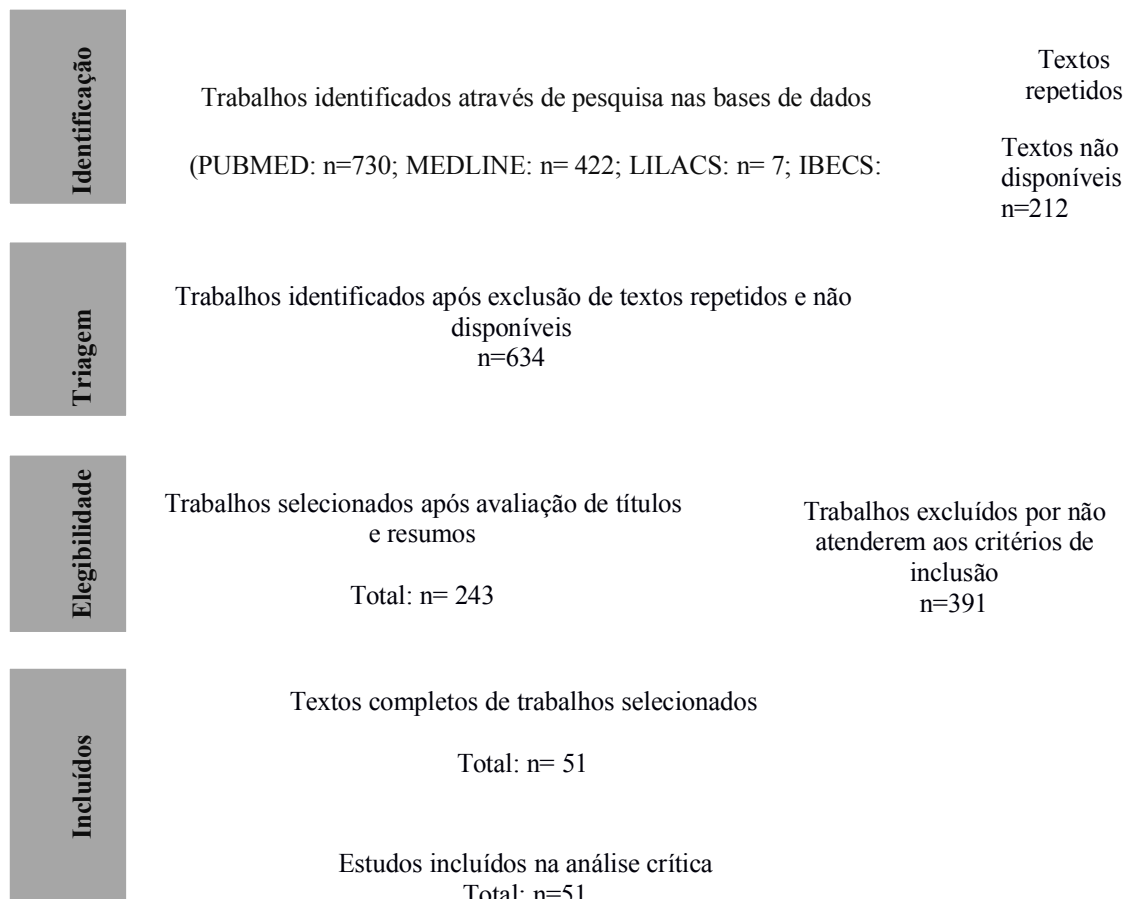 Identificação
Trabalhos identificados através de pesquisa nas bases de dados
(PUBMED: n=730; MEDLINE: n= 422; LILACS: n= 7; IBECS:
Textos
repetidos
Textos não
disponíveis
n=212
Triagem
Trabalhos identificados após exclusão de textos repetidos e não
disponíveis
n=634
Elegibilidade
Trabalhos selecionados após avaliação de títulos
e resumos
Total: n= 243
Trabalhos excluídos por não
atenderem aos critérios de
inclusão
n=391
Incluídos
Textos completos de trabalhos selecionados
Total: n= 51
Estudos incluídos na análise crítica
Total: n=51